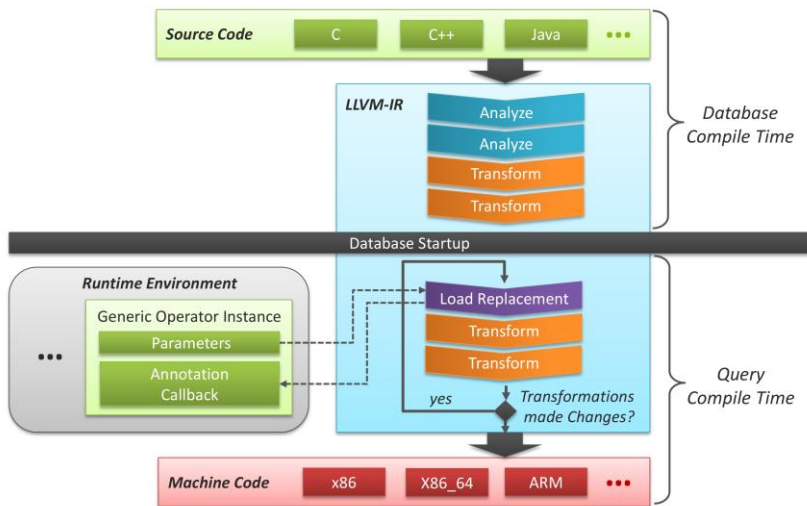 Source Code
C
C++
Java
LLVM-IR
Analyze
Analyze
Transform
Transform
Database
Compile Time
Database Startup
Runtime Environment
Generic Operator Instance
Parameters
Annotation
Callback
Load Replacement
Transform
Transform
yes
Transformations
made Changes?
Query
Compile Time
Machine Code
x86
X86_64
ARM